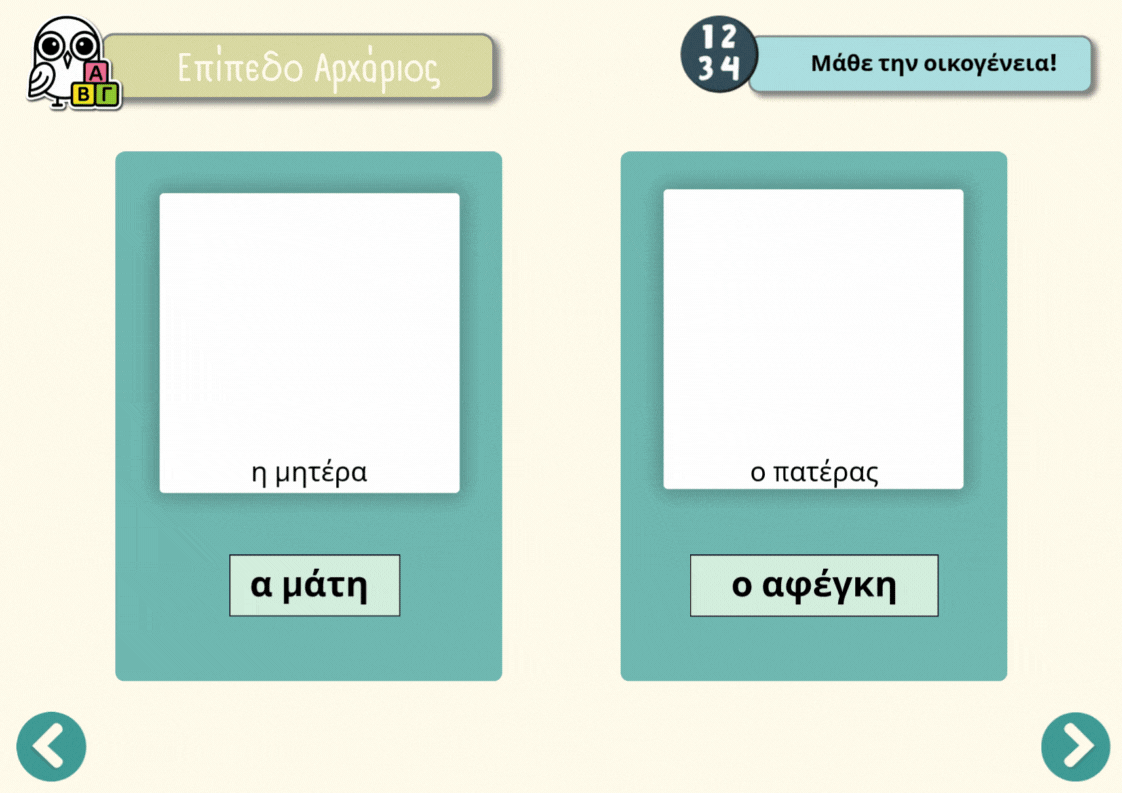 Α
Β Γ
Επίπεδο Αρχάριος
1 2
3 4
Μάθε την οικογένεια!
η μητέρα
α μάτη
ο πατέρας
ο αφέγκη